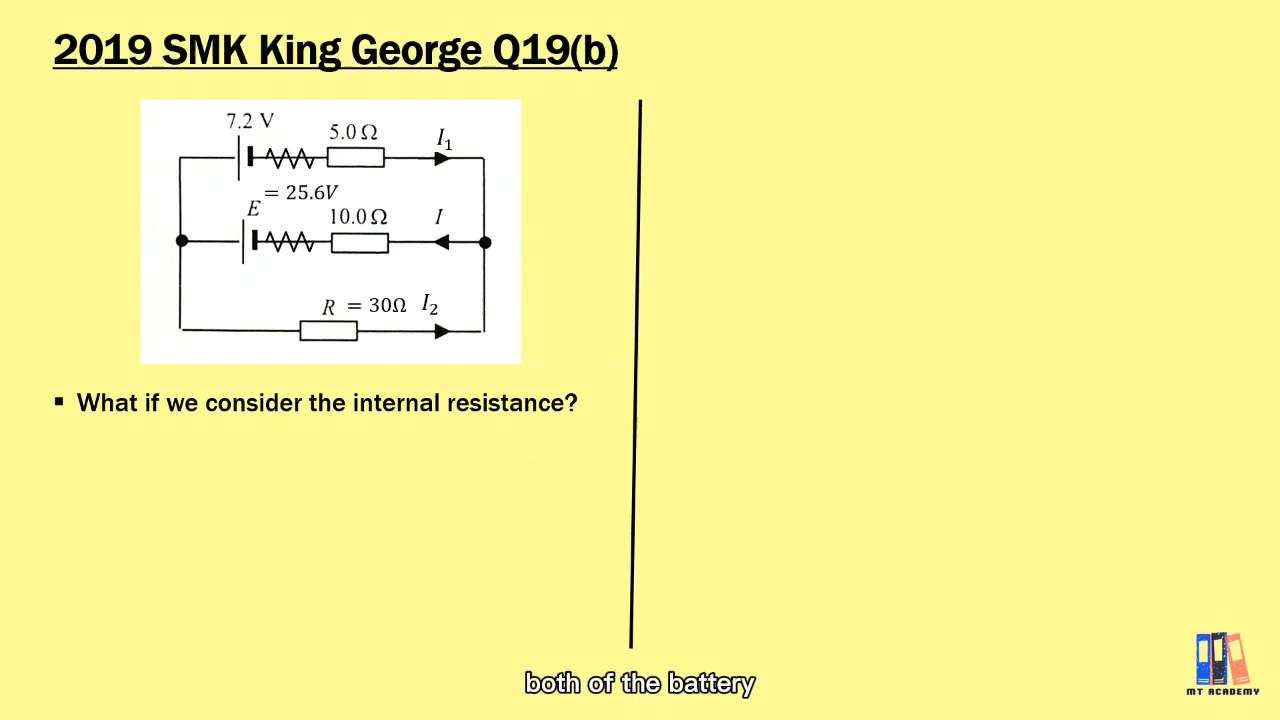 2019 SMK King George Q19(b)
7.2 V
5.0 Ω
I₁
= 25.6V
E
10.0 Ω
I
R = 30Ω I₂
▪ What if we consider the internal resistance?
both of the battery
MT ACADEMY